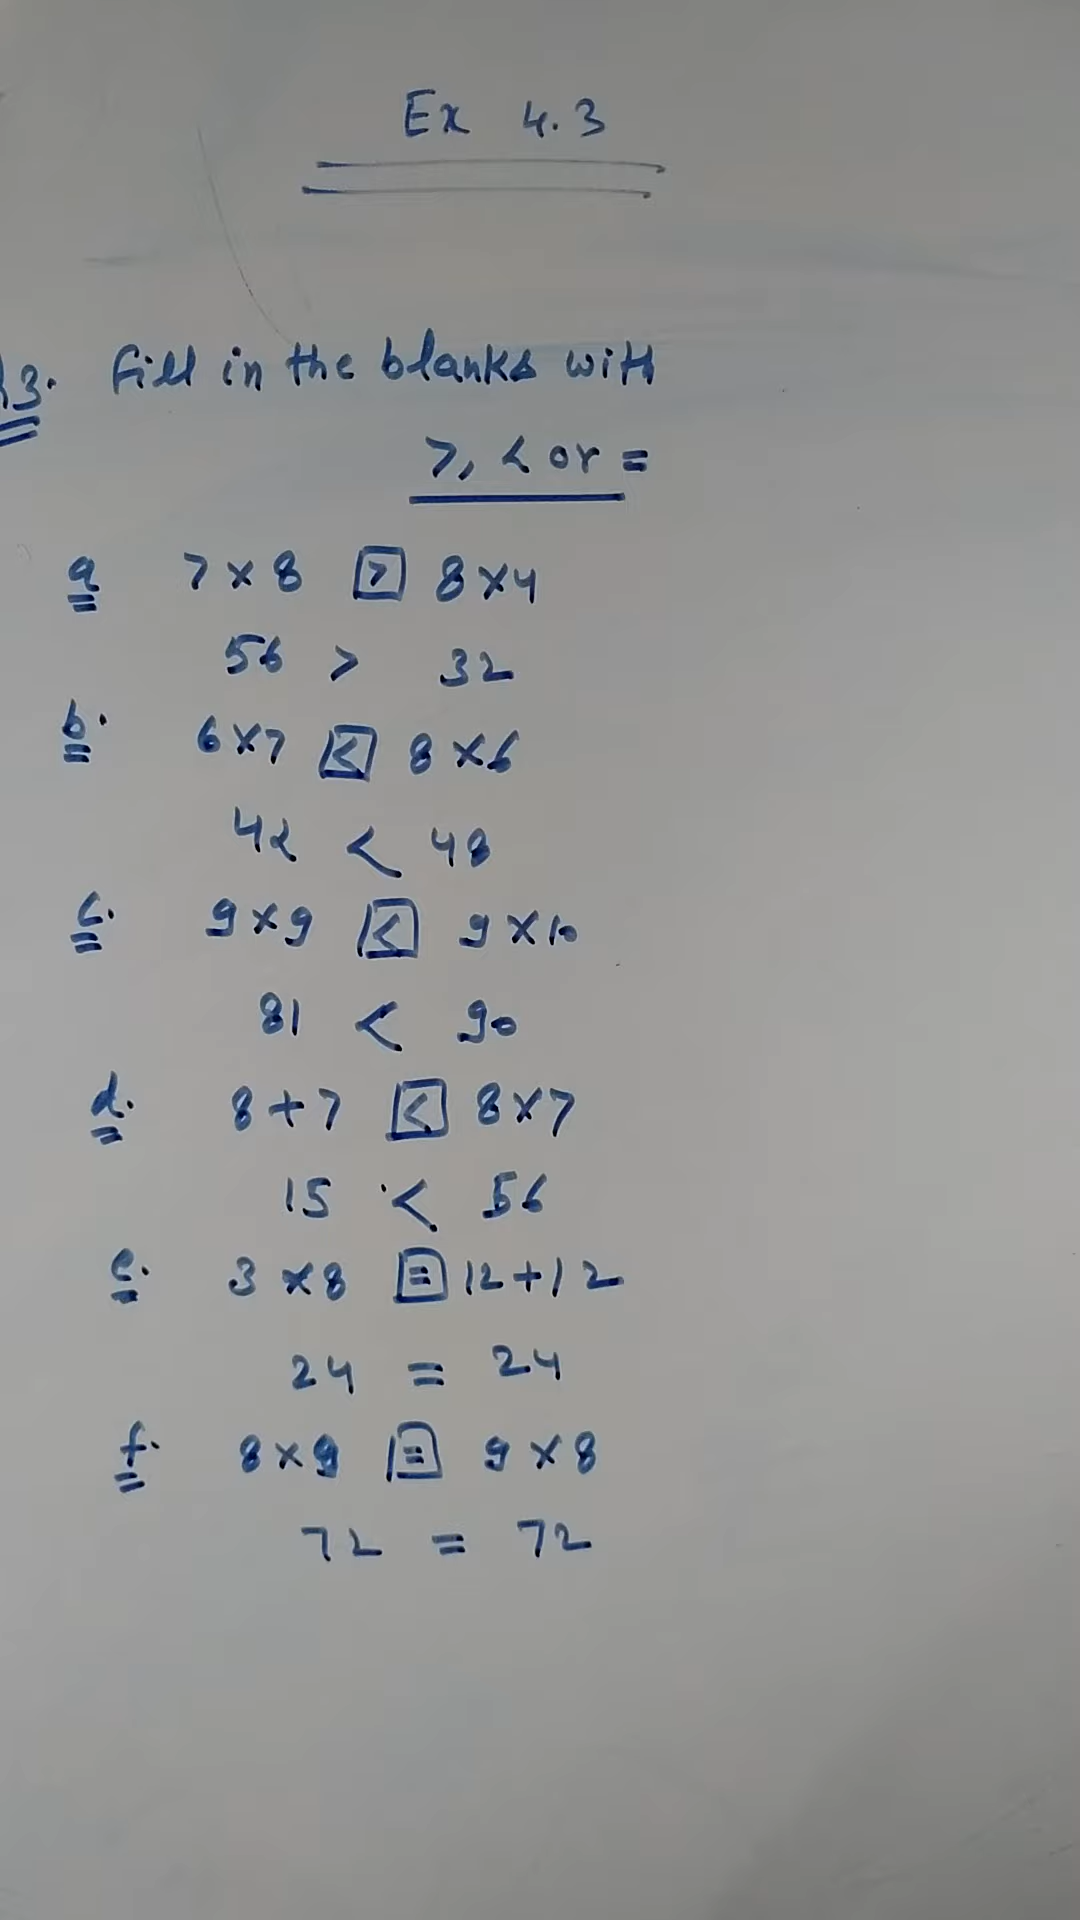 Ex 4.3
Q3. Fill in the blanks with
>, < or =
a 7×8 > 8×4
56 > 32
b. 6×7 < 8×6
42 < 48
c. 9×9 < 9×10
81 < 90
d. 8+7 < 8×7
15 < 56
e. 3×8 = 12+12
24 = 24
f. 8×9 = 9×8
72 = 72